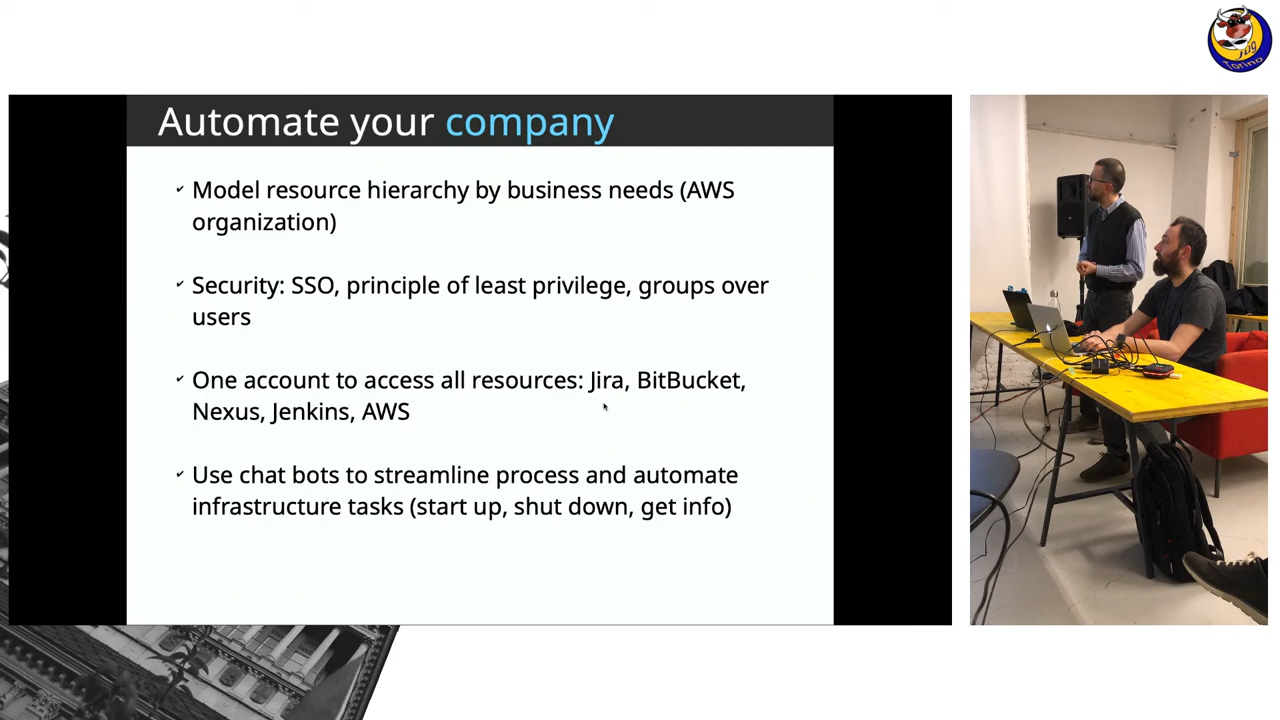 Jug
Torino
Automate your company
Model resource hierarchy by business needs (AWS
organization)
Security: SSO, principle of least privilege, groups over
users
One account to access all resources: Jira, BitBucket,
Nexus, Jenkins, AWS
Use chat bots to streamline process and automate
infrastructure tasks (start up, shut down, get info)